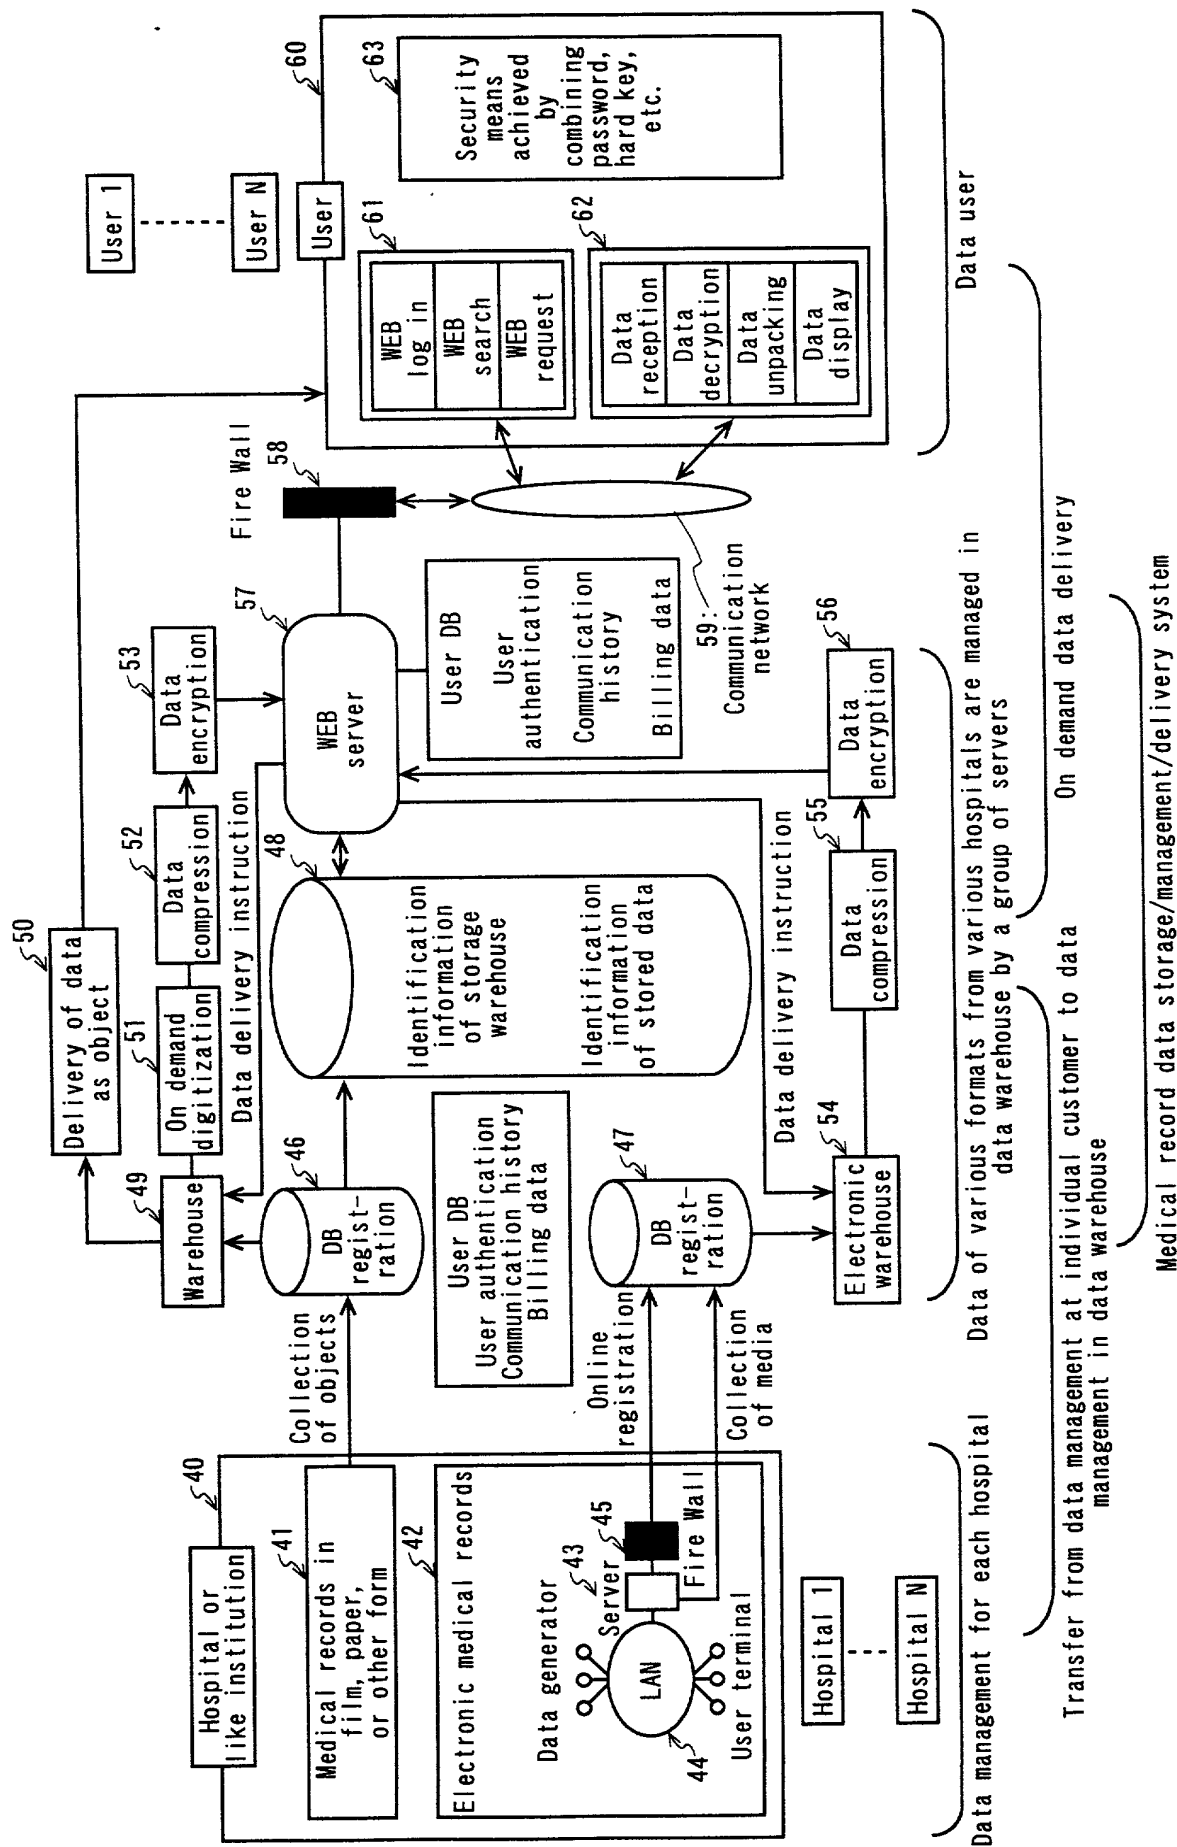 Hospital or
like institution
40
41
Medical records in
film, paper,
or other form
42
Electronic medical records
Data generator
43
Server
45
LAN
44
Fire Wall
User terminal
Hospital 1
Hospital N
Data management for each hospital
Collection
of objects
Online
registration
Collection
of media
50
Delivery of data
as object
49
Warehouse
51
On demand
digitization
52
Data
compression
53
Data
encryption
Data delivery instruction
46
DB
regist-
ration
User DB
User authentication
Communication history
Billing data
47
DB
regist-
ration
48
Identification
information
of storage
warehouse
Identification
information
of stored data
Data delivery instruction
54
Electronic
warehouse
55
Data
compression
56
Data
encryption
57
WEB
server
User DB
User
authentication
Communication
history
Billing data
Fire Wall
58
59:
Communication
network
User 1
User N
User
60
61
WEB
log in
WEB
search
WEB
request
62
Data
reception
Data
decryption
Data
unpacking
Data
display
63
Security
means
achieved
by
combining
password,
hard key,
etc.
Data user
Data of various formats from various hospitals are managed in
data warehouse by a group of servers
On demand data delivery
Transfer from data management at individual customer to data
management in data warehouse
Medical record data storage/management/delivery system